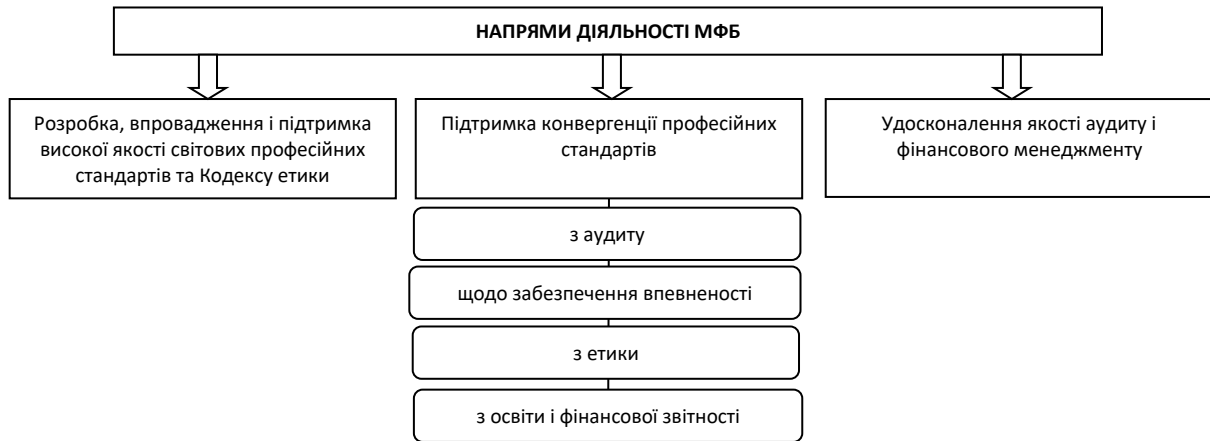 НАПРЯМИ ДІЯЛЬНОСТІ МФБ
Розробка, впровадження і підтримка
високої якості світових професійних
стандартів та Кодексу етики
Підтримка конвергенції професійних
стандартів
Удосконалення якості аудиту і
фінансового менеджменту
з аудиту
щодо забезпечення впевненості
з етики
з освіти і фінансової звітності